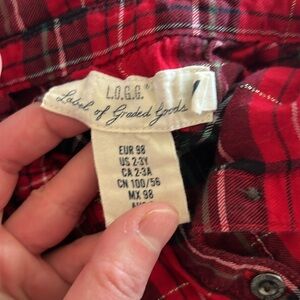 L.O.G.G.®
Label of Graded Goods
EUR 98
US 2-3Y
CA 2-3A
CN 100/56
MX 98